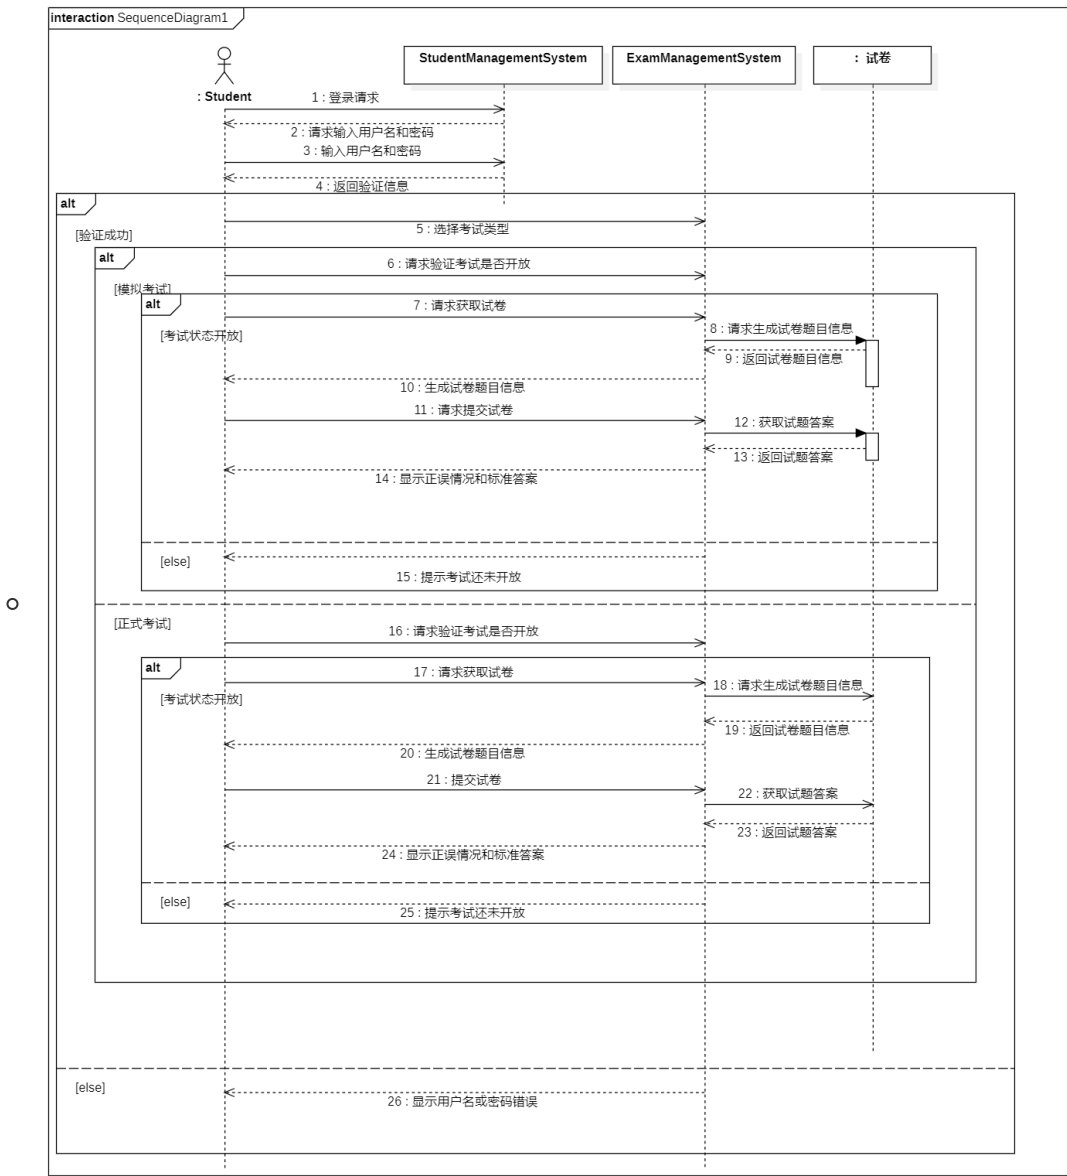 interaction SequenceDiagram1
StudentManagementSystem
ExamManagementSystem
: 试卷
: Student
1 : 登录请求
2 : 请求输入用户名和密码
3 : 输入用户名和密码
4 : 返回验证信息
alt
5 : 选择考试类型
[验证成功]
alt
6 : 请求验证考试是否开放
[模拟考试]
alt
7 : 请求获取试卷
[考试状态开放]
8 : 请求生成试卷题目信息
9 : 返回试卷题目信息
10 : 生成试卷题目信息
11 : 请求提交试卷
12 : 获取试题答案
13 : 返回试题答案
14 : 显示正误情况和标准答案
[else]
15 : 提示考试还未开放
[正式考试]
16 : 请求验证考试是否开放
alt
17 : 请求获取试卷
[考试状态开放]
18 : 请求生成试卷题目信息
19 : 返回试卷题目信息
20 : 生成试卷题目信息
21 : 提交试卷
22 : 获取试题答案
23 : 返回试题答案
24 : 显示正误情况和标准答案
[else]
25 : 提示考试还未开放
[else]
26 : 显示用户名或密码错误